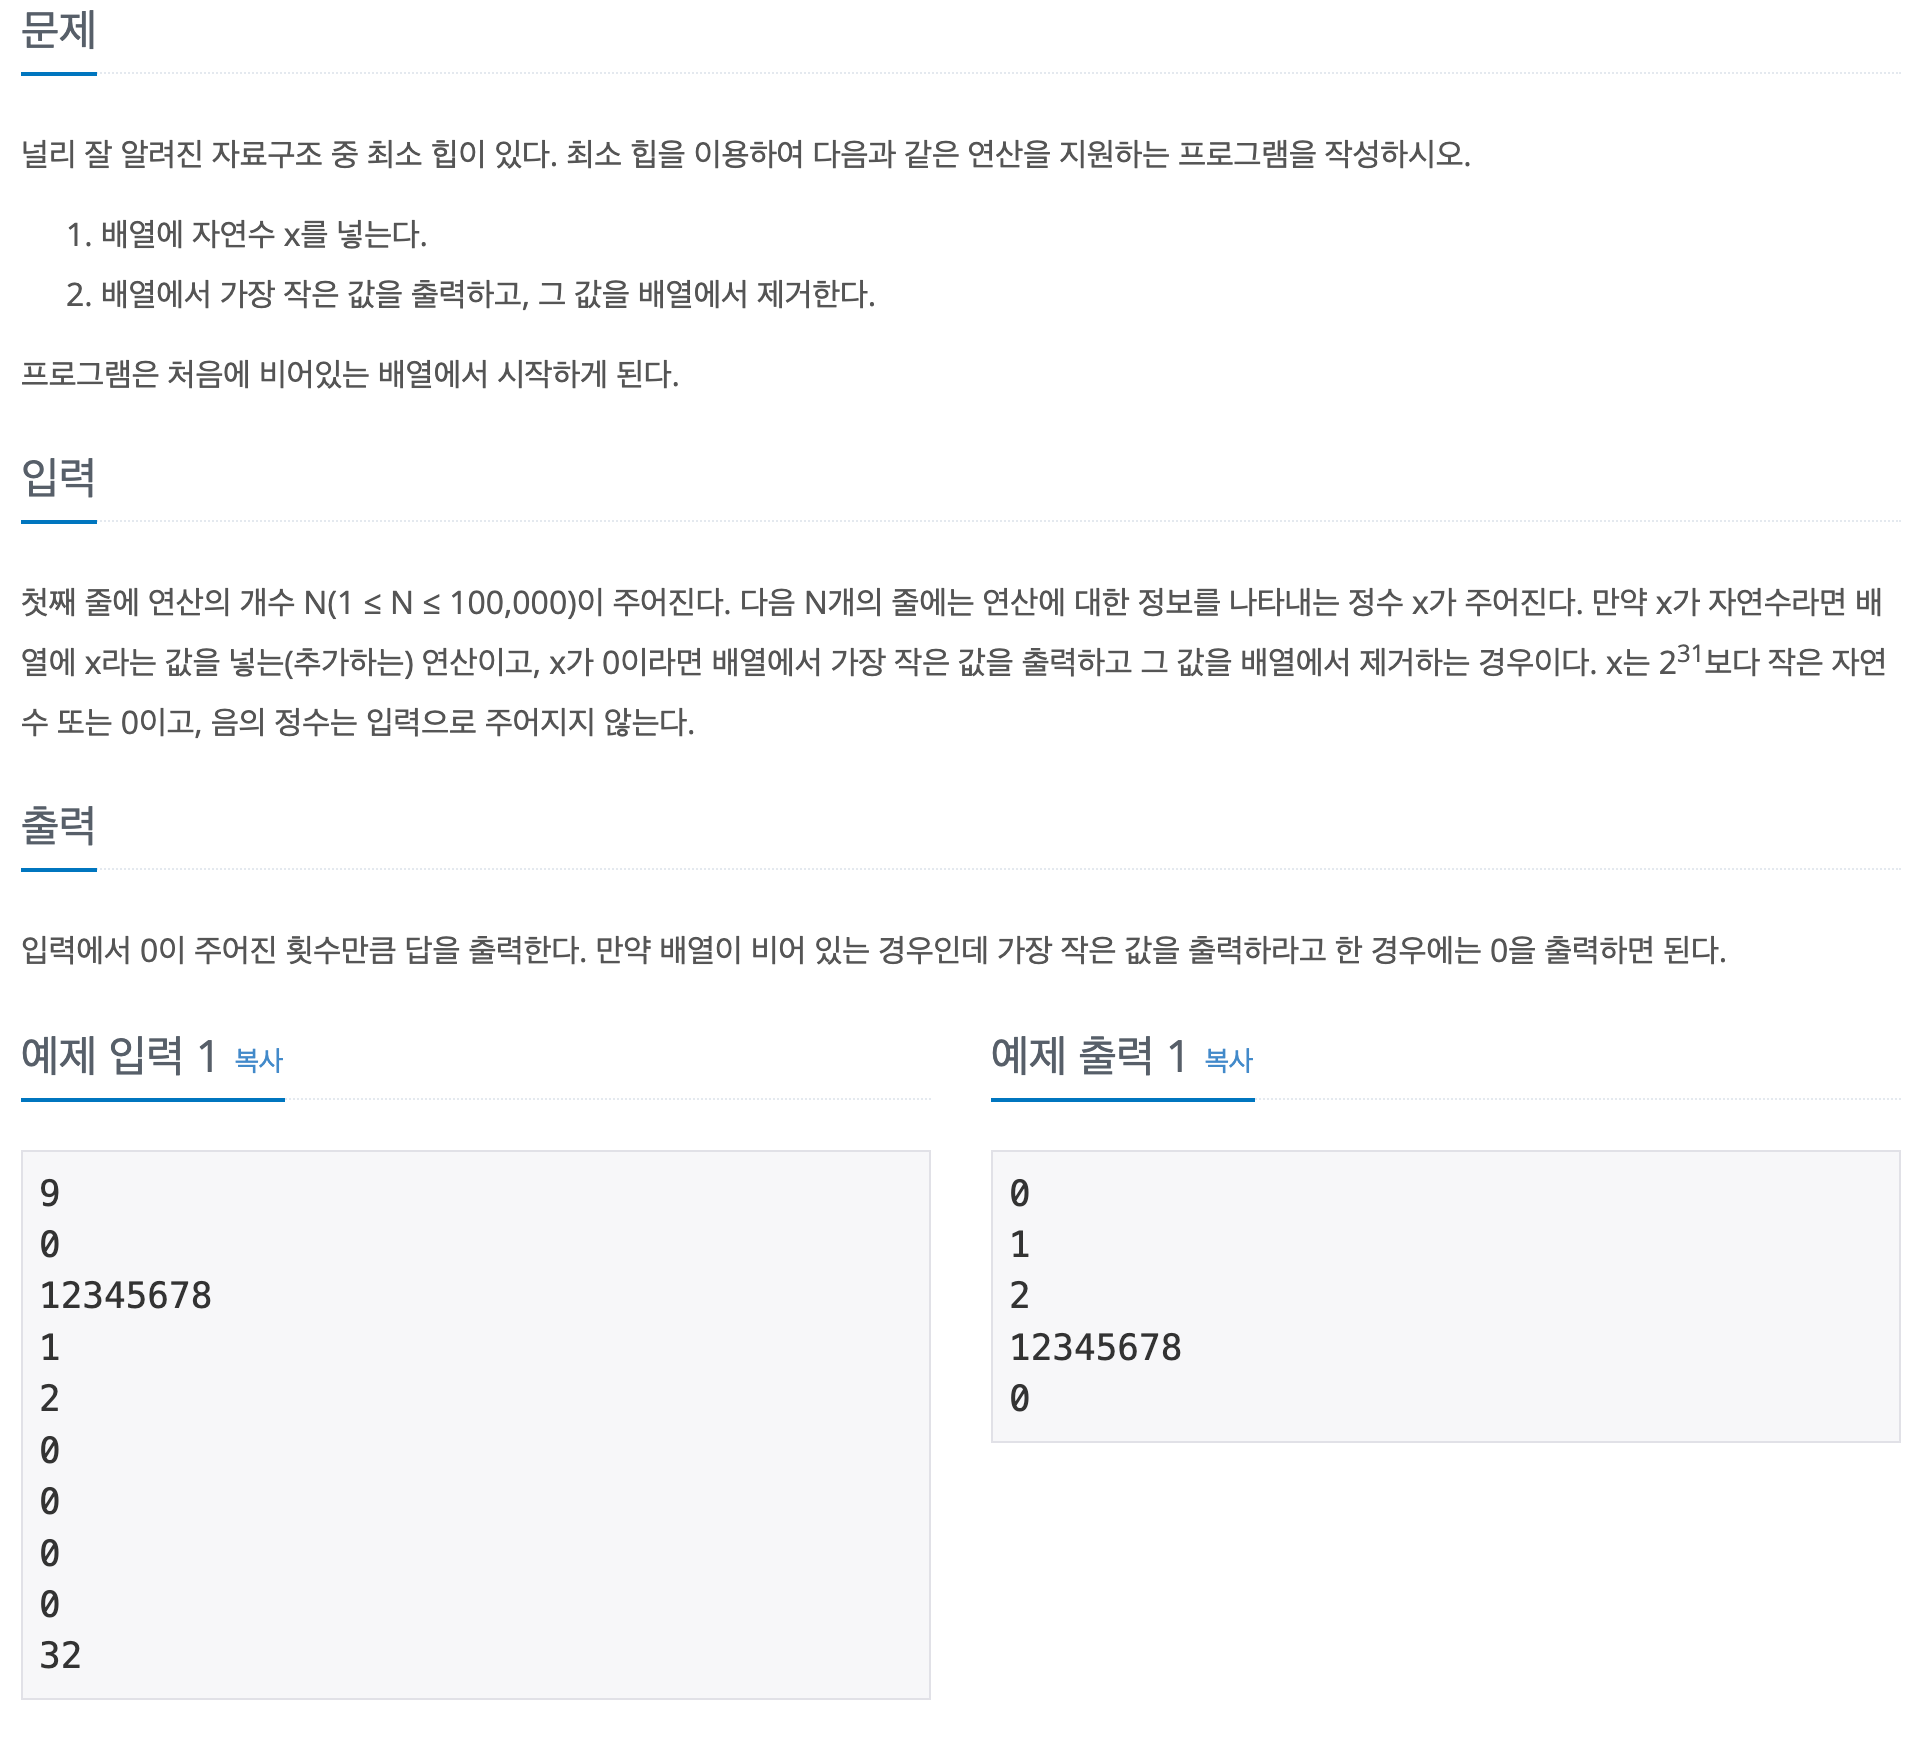 문제
널리 잘 알려진 자료구조 중 최소 힙이 있다. 최소 힙을 이용하여 다음과 같은 연산을 지원하는 프로그램을 작성하시오.
1. 배열에 자연수 x를 넣는다.
2. 배열에서 가장 작은 값을 출력하고, 그 값을 배열에서 제거한다.
프로그램은 처음에 비어있는 배열에서 시작하게 된다.
입력
첫째 줄에 연산의 개수 N(1 ≤ N ≤ 100,000)이 주어진다. 다음 N개의 줄에는 연산에 대한 정보를 나타내는 정수 x가 주어진다. 만약 x가 자연수라면 배
열에 x라는 값을 넣는(추가하는) 연산이고, x가 0이라면 배열에서 가장 작은 값을 출력하고 그 값을 배열에서 제거하는 경우이다. x는 2³¹보다 작은 자연
수 또는 0이고, 음의 정수는 입력으로 주어지지 않는다.
출력
입력에서 0이 주어진 횟수만큼 답을 출력한다. 만약 배열이 비어 있는 경우인데 가장 작은 값을 출력하라고 한 경우에는 0을 출력하면 된다.
예제 입력 1 복사
9
0
12345678
1
2
0
0
0
0
32
예제 출력 1 복사
0
1
2
12345678
0